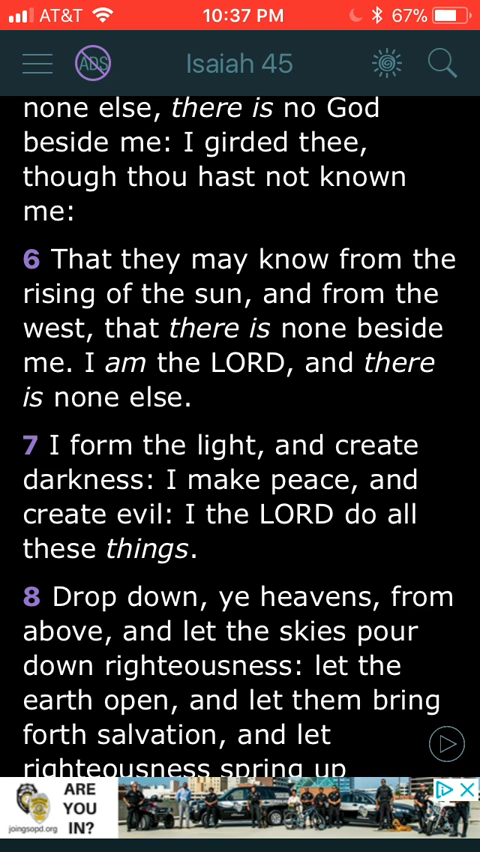 AT&T 10:37 PM 67%
ADS Isaiah 45
none else, there is no God
beside me: I girded thee,
though thou hast not known
me:
6 That they may know from the
rising of the sun, and from the
west, that there is none beside
me. I am the LORD, and there
is none else.
7 I form the light, and create
darkness: I make peace, and
create evil: I the LORD do all
these things.
8 Drop down, ye heavens, from
above, and let the skies pour
down righteousness: let the
earth open, and let them bring
forth salvation, and let
righteousness spring up
ARE
YOU
IN?
joingsopd.org